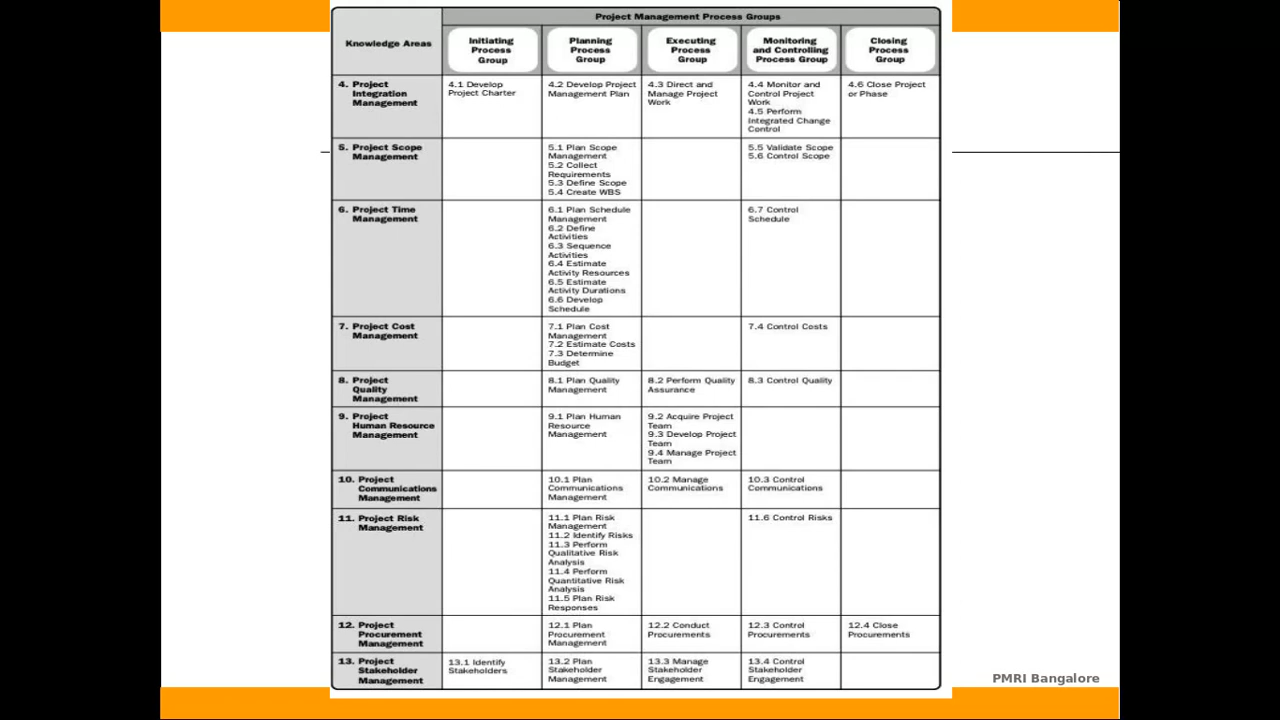 Project Management Process Groups
Knowledge Areas
Initiating
Process
Group
Planning
Process
Group
Executing
Process
Group
Monitoring
and Controlling
Process Group
Closing
Process
Group
4. Project
Integration
Management
4.1 Develop
Project Charter
4.2 Develop Project
Management Plan
4.3 Direct and
Manage Project
Work
4.4 Monitor and
Control Project
Work
4.5 Perform
Integrated Change
Control
4.6 Close Project
or Phase
5. Project Scope
Management
5.1 Plan Scope
Management
5.2 Collect
Requirements
5.3 Define Scope
5.4 Create WBS
5.5 Validate Scope
5.6 Control Scope
6. Project Time
Management
6.1 Plan Schedule
Management
6.2 Define
Activities
6.3 Sequence
Activities
6.4 Estimate
Activity Resources
6.5 Estimate
Activity Durations
6.6 Develop
Schedule
6.7 Control
Schedule
7. Project Cost
Management
7.1 Plan Cost
Management
7.2 Estimate Costs
7.3 Determine
Budget
7.4 Control Costs
8. Project
Quality
Management
8.1 Plan Quality
Management
8.2 Perform Quality
Assurance
8.3 Control Quality
9. Project
Human Resource
Management
9.1 Plan Human
Resource
Management
9.2 Acquire Project
Team
9.3 Develop Project
Team
9.4 Manage Project
Team
10. Project
Communications
Management
10.1 Plan
Communications
Management
10.2 Manage
Communications
10.3 Control
Communications
11. Project Risk
Management
11.1 Plan Risk
Management
11.2 Identify Risks
11.3 Perform
Qualitative Risk
Analysis
11.4 Perform
Quantitative Risk
Analysis
11.5 Plan Risk
Responses
11.6 Control Risks
12. Project
Procurement
Management
12.1 Plan
Procurement
Management
12.2 Conduct
Procurements
12.3 Control
Procurements
12.4 Close
Procurements
13. Project
Stakeholder
Management
13.1 Identify
Stakeholders
13.2 Plan
Stakeholder
Management
13.3 Manage
Stakeholder
Engagement
13.4 Control
Stakeholder
Engagement
PMRI Bangalore